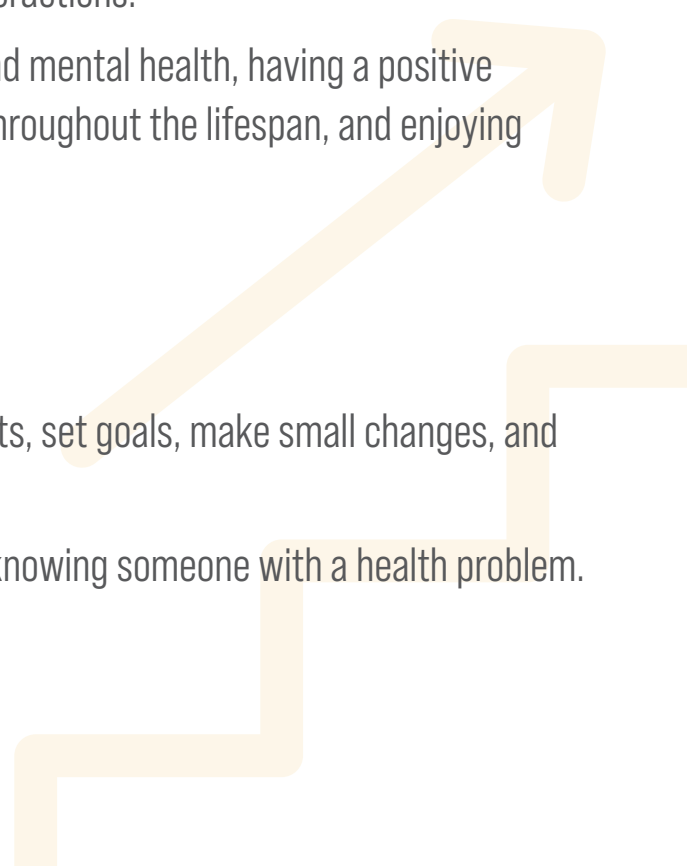 nd mental health, having a positive
hroughout the lifespan, and enjoying
ts, set goals, make small changes, and
knowing someone with a health problem.